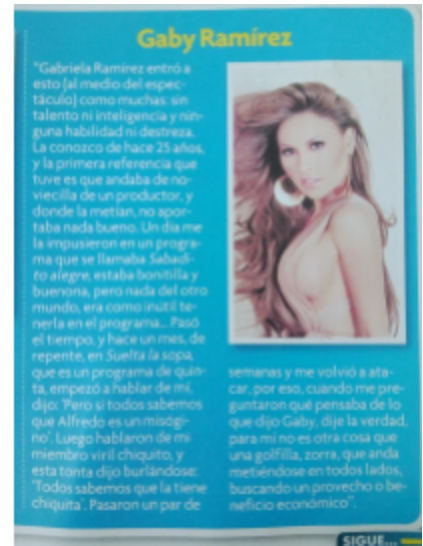 Gaby Ramírez
"Gabriela Ramírez entró a
esto [al medio del espec-
táculo] como muchas: sin
talento ni inteligencia y nin-
guna habilidad ni destreza.
La conozco de hace 25 años,
y la primera referencia que
tuve es que andaba de no-
viecilla de un productor, y
donde la metían, no apor-
taba nada bueno. Un día me
la impusieron en un progra-
ma que se llamaba Sabadi-
to alegre, estaba bonitilla y
buenona, pero nada del otro
mundo, era como inútil te-
nerla en el programa... Pasó
el tiempo, y hace un mes, de
repente, en Suelta la sopa,
que es un programa de quin-
ta, empezó a hablar de mí,
dijo: 'Pero si todos sabemos
que Alfredo es un misógi-
no'. Luego hablaron de mi
miembro viril chiquito, y
esta tonta dijo burlándose:
'Todos sabemos que la tiene
chiquita'. Pasaron un par de
semanas y me volvió a ata-
car, por eso, cuando me pre-
guntaron qué pensaba de lo
que dijo Gaby, dije la verdad,
para mí no es otra cosa que
una golfilla, zorra, que anda
metiéndose en todos lados,
buscando un provecho o be-
neficio económico".
SIGUE...